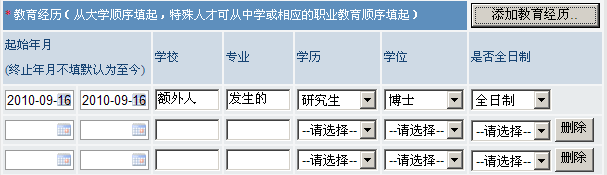 * 教育经历（从大学顺序填起，特殊人才可从中学或相应的职业教育顺序填起） 添加教育经历..
起始年月
(终止年月不填默认为至今) 学校 专业 学历 学位 是否全日制
2010-09-16 2010-09-16 额外人 发生的 研究生 博士 全日制
--请选择-- --请选择-- --请选择-- 删除
--请选择-- --请选择-- --请选择-- 删除